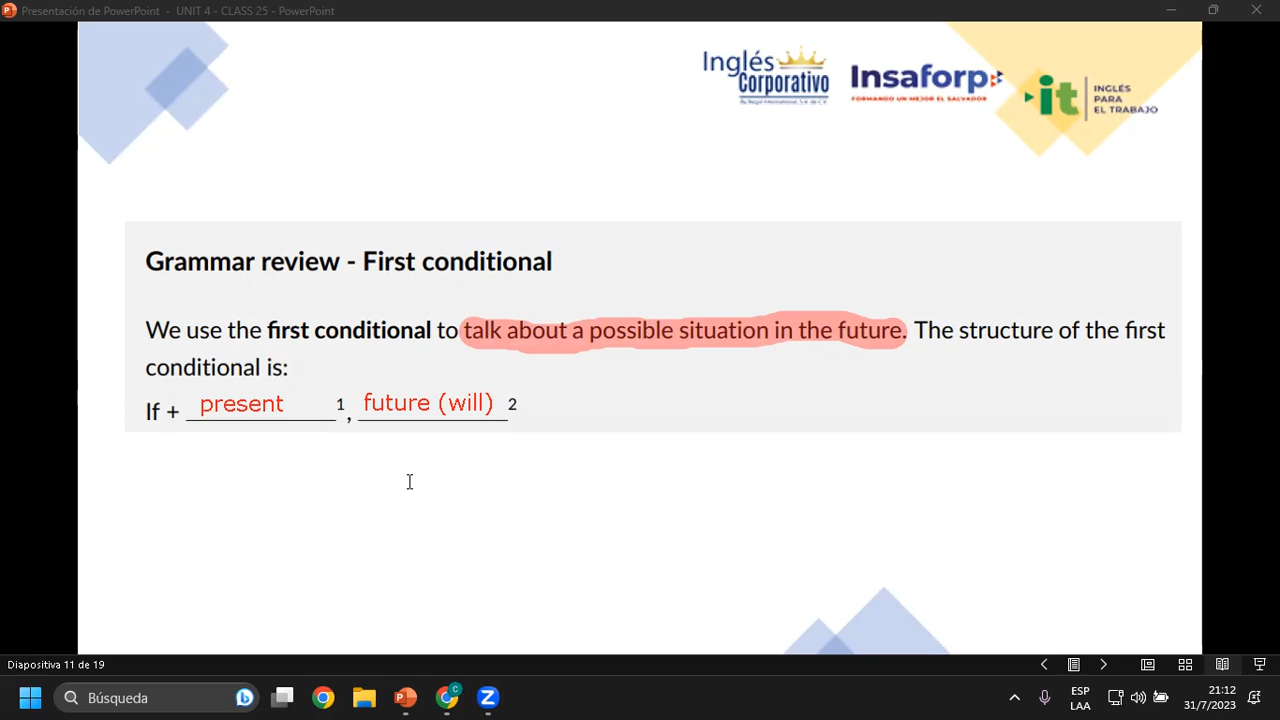 Presentación de PowerPoint - UNIT 4 - CLASS 25 - PowerPoint
Inglés
Corporativo
Insaforp
FORMANDO UN MEJOR EL SALVADOR
it
INGLÉS
PARA
EL TRABAJO
Grammar review - First conditional
We use the first conditional to talk about a possible situation in the future. The structure of the first
conditional is:
If + present 1, future (will) 2
Diapositiva 11 de 19
Búsqueda
ESP
LAA
21:12
31/7/2023